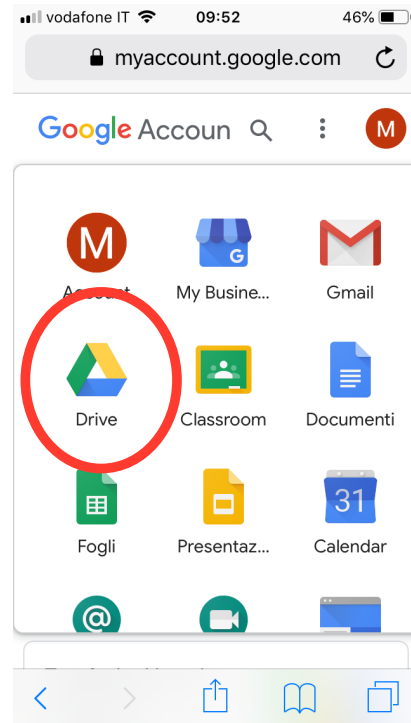 vodafone IT 09:52 46%
myaccount.google.com
Google Accoun M
M G
Account My Busine... Gmail
Drive Classroom Documenti
31
Fogli Presentaz... Calendar
@